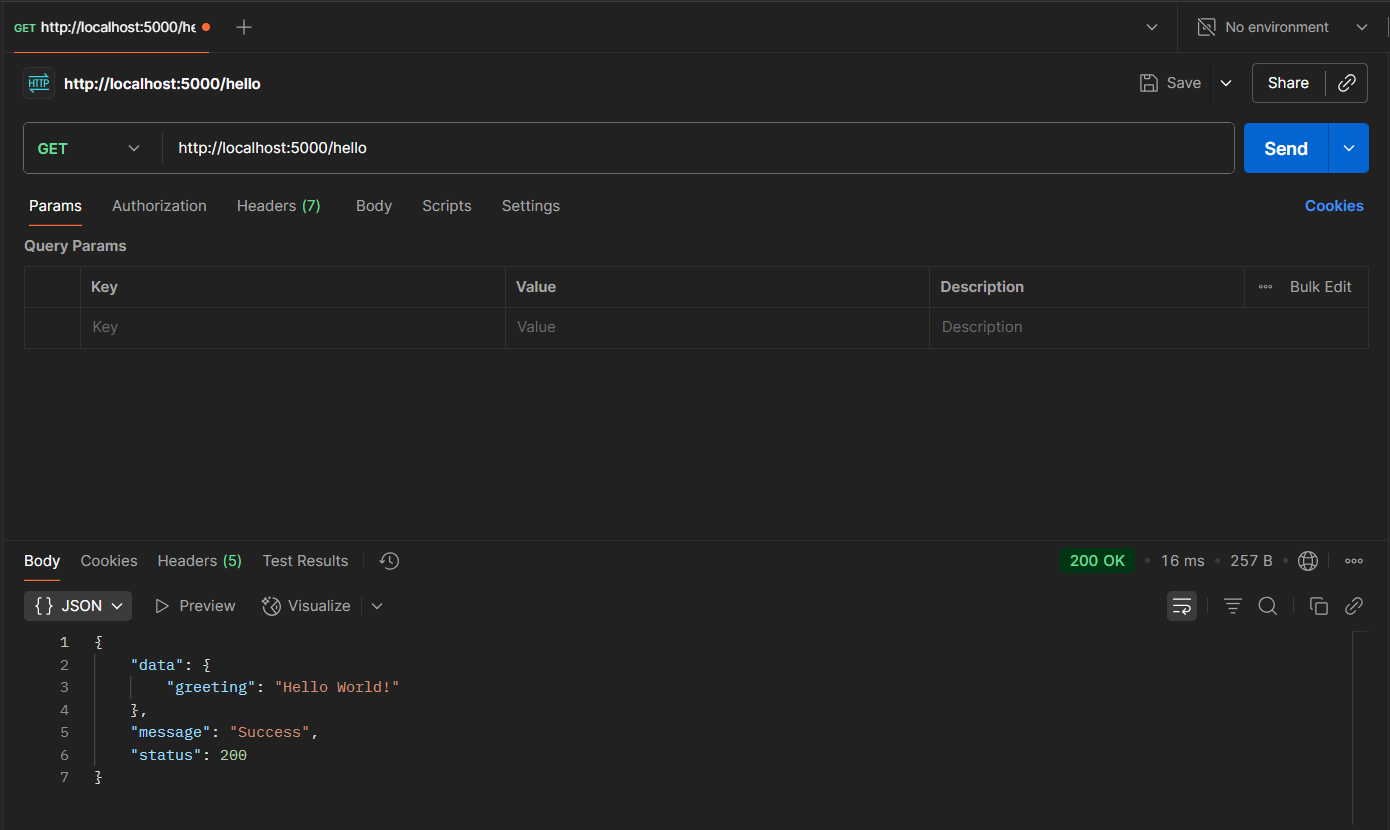 GET http://localhost:5000/he
No environment
HTTP http://localhost:5000/hello
Save
Share
GET http://localhost:5000/hello
Send
Params Authorization Headers (7) Body Scripts Settings Cookies
Query Params
Key Value Description Bulk Edit
Key Value Description
Body Cookies Headers (5) Test Results 200 OK • 16 ms • 257 B
{} JSON Preview Visualize
1 {
2     "data": {
3         "greeting": "Hello World!"
4     },
5     "message": "Success",
6     "status": 200
7 }